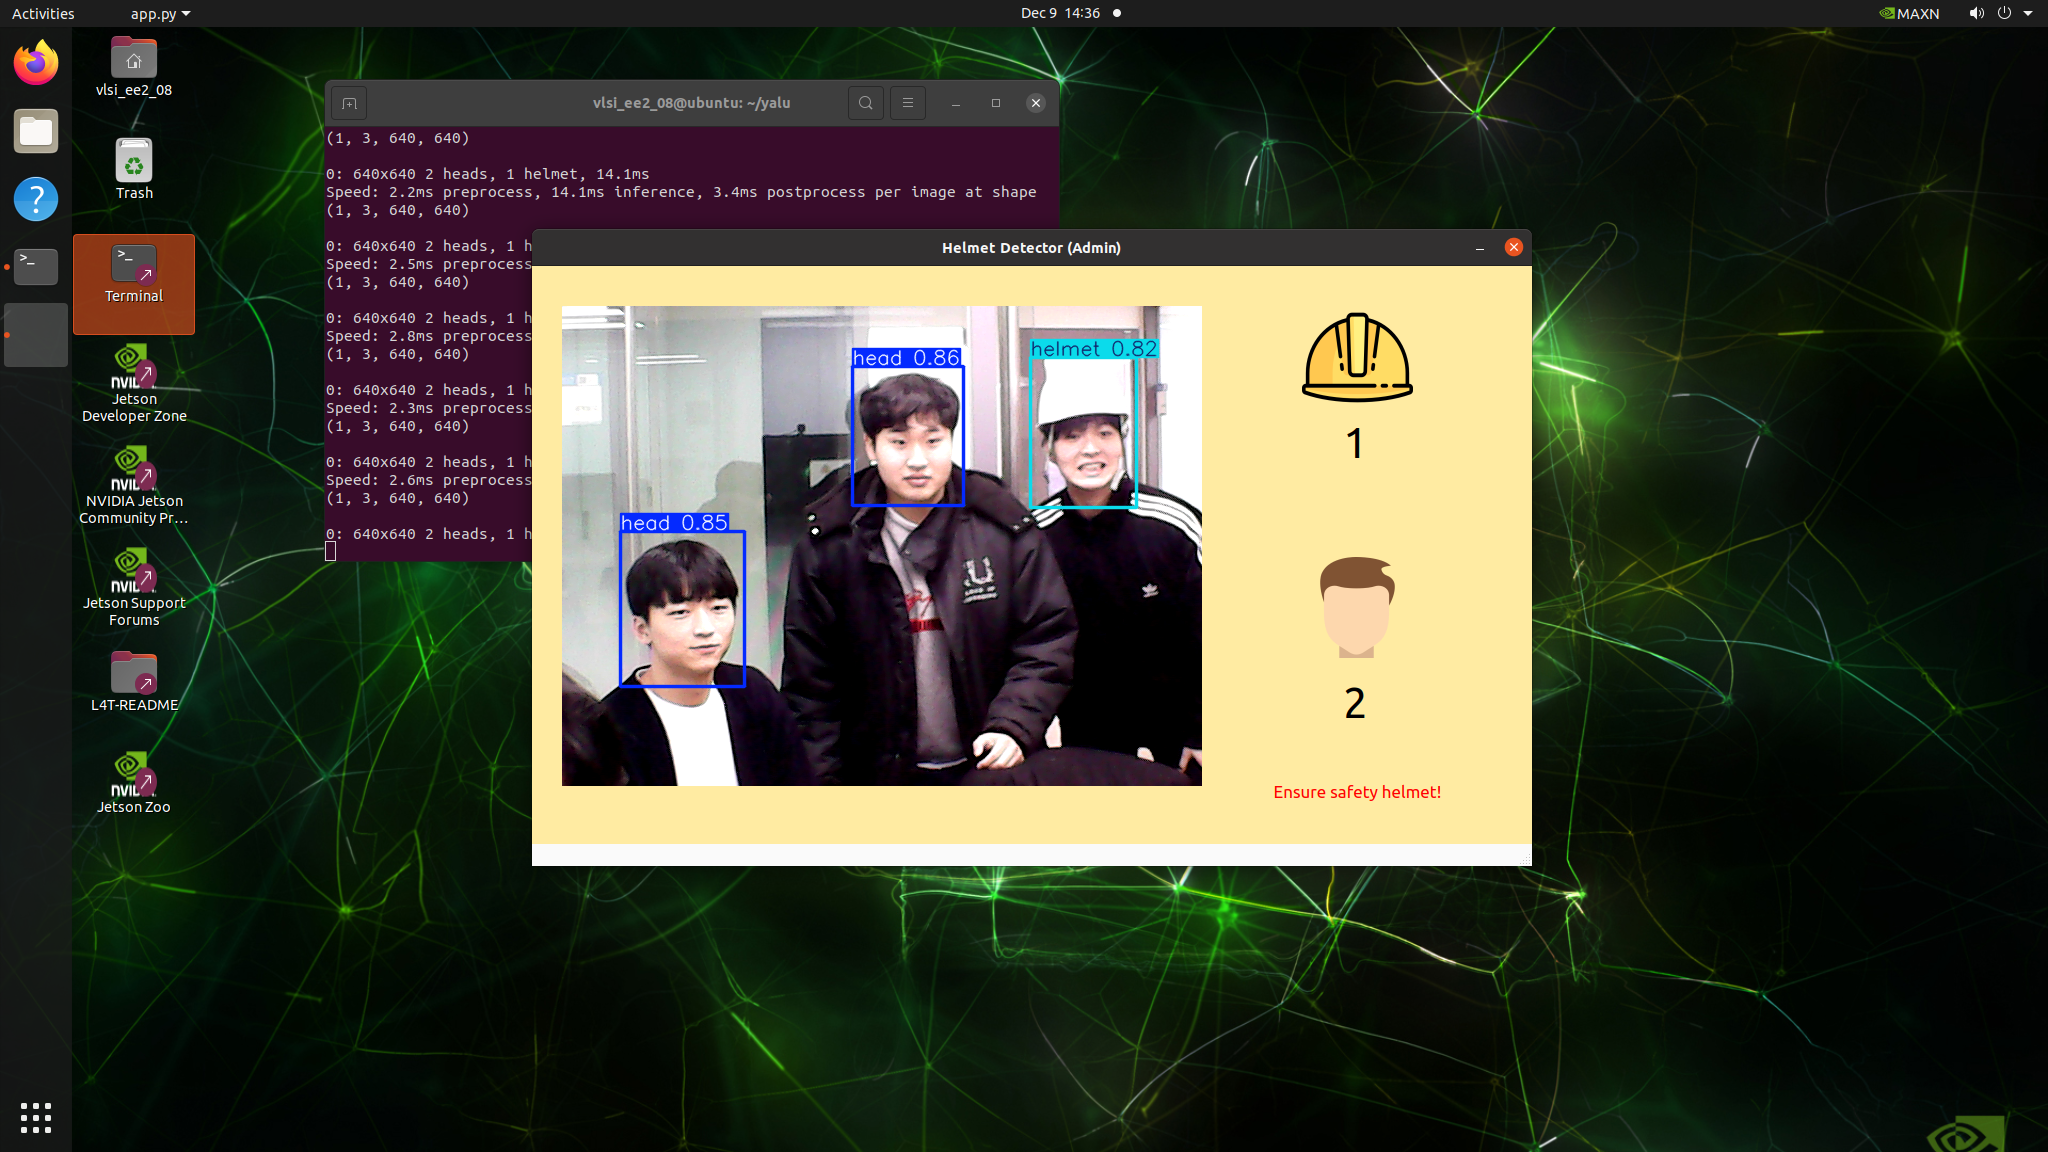 Activities
app.py
Dec 9 14:36
MAXN
vlsi_ee2_08
Trash
>_
>_
Terminal
NVIDIA
Jetson
Developer Zone
NVIDIA Jetson
Community Pr…
Jetson Support
Forums
L4T-README
Jetson Zoo
vlsi_ee2_08@ubuntu: ~/yalu
(1, 3, 640, 640)
0: 640x640 2 heads, 1 helmet, 14.1ms
Speed: 2.2ms preprocess, 14.1ms inference, 3.4ms postprocess per image at shape
(1, 3, 640, 640)
0: 640x640 2 heads, 1 h
Speed: 2.5ms preprocess
(1, 3, 640, 640)
0: 640x640 2 heads, 1 h
Speed: 2.8ms preprocess
(1, 3, 640, 640)
0: 640x640 2 heads, 1 h
Speed: 2.3ms preprocess
(1, 3, 640, 640)
0: 640x640 2 heads, 1 h
Speed: 2.6ms preprocess
(1, 3, 640, 640)
0: 640x640 2 heads, 1 h
Helmet Detector (Admin)
head 0.86
helmet 0.82
head 0.85
1
2
Ensure safety helmet!